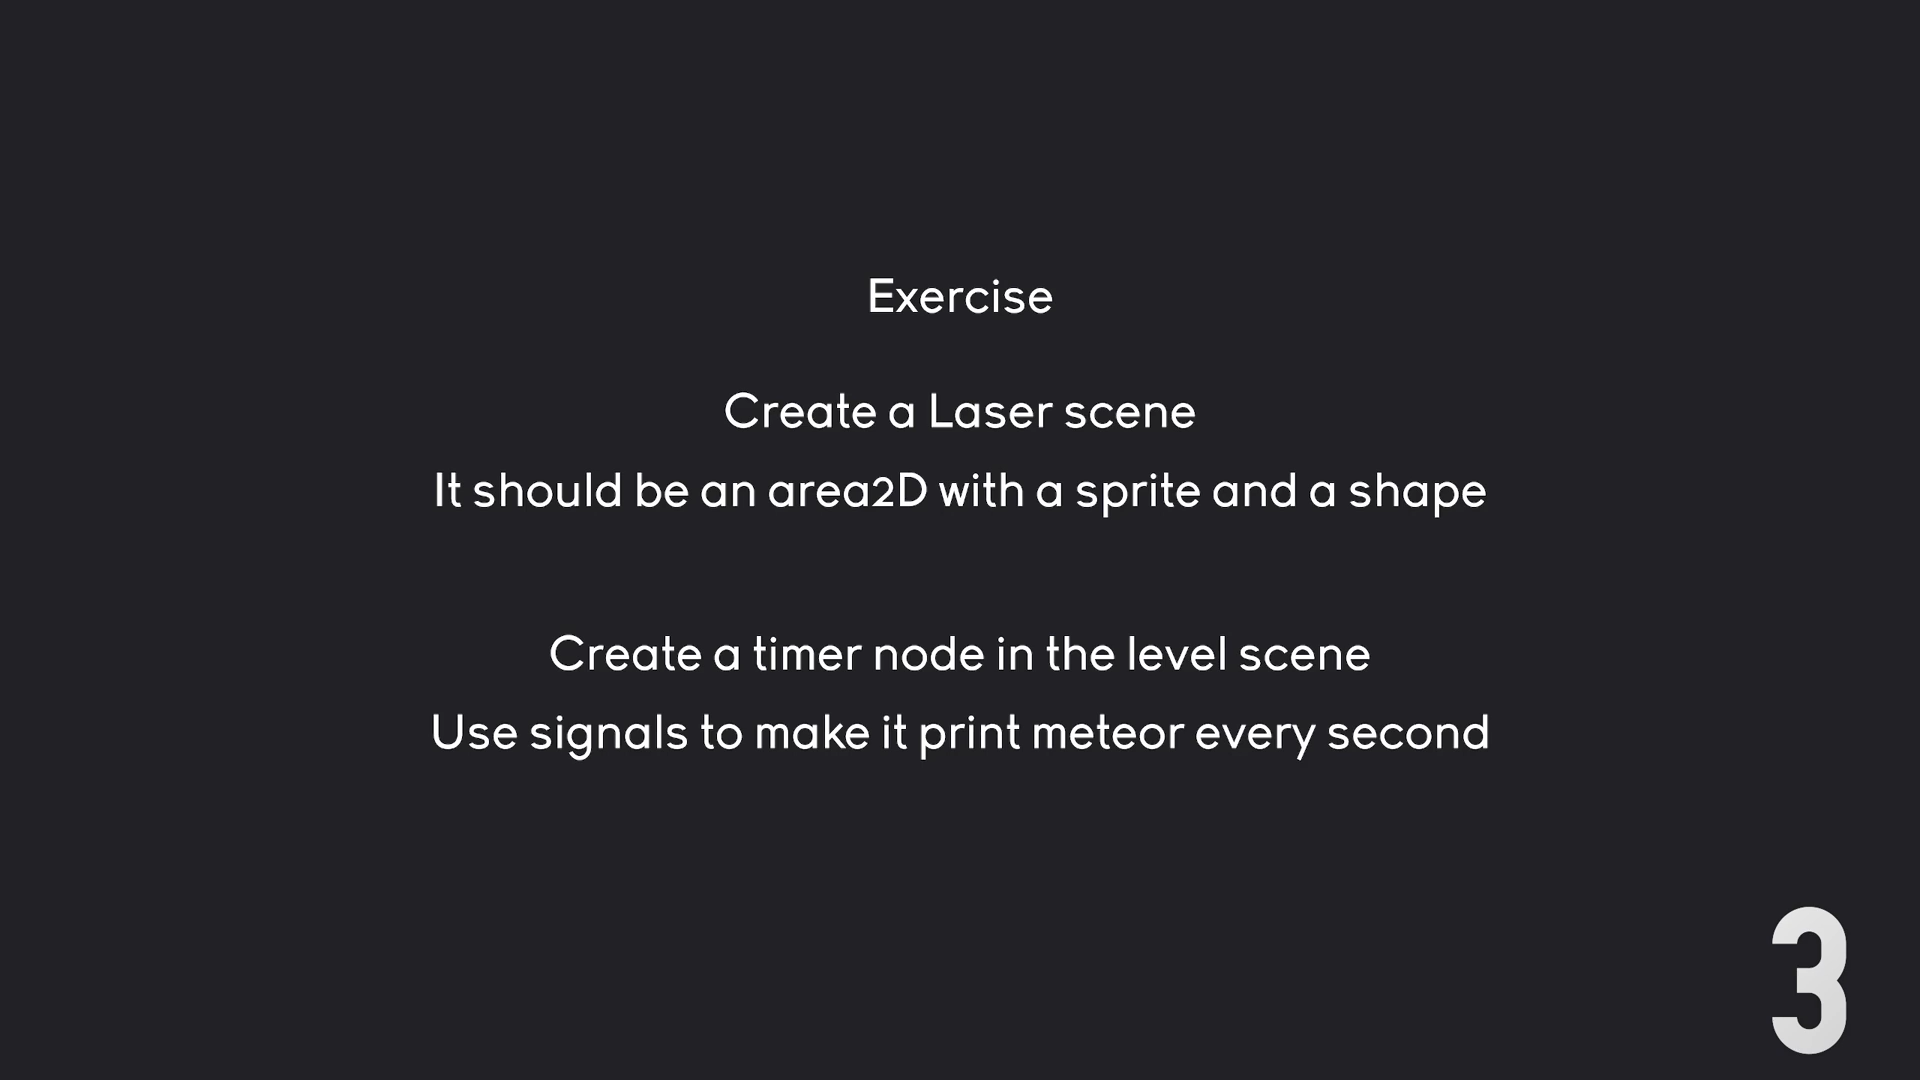 Exercise
Create a Laser scene
It should be an area2D with a sprite and a shape
Create a timer node in the level scene
Use signals to make it print meteor every second
3